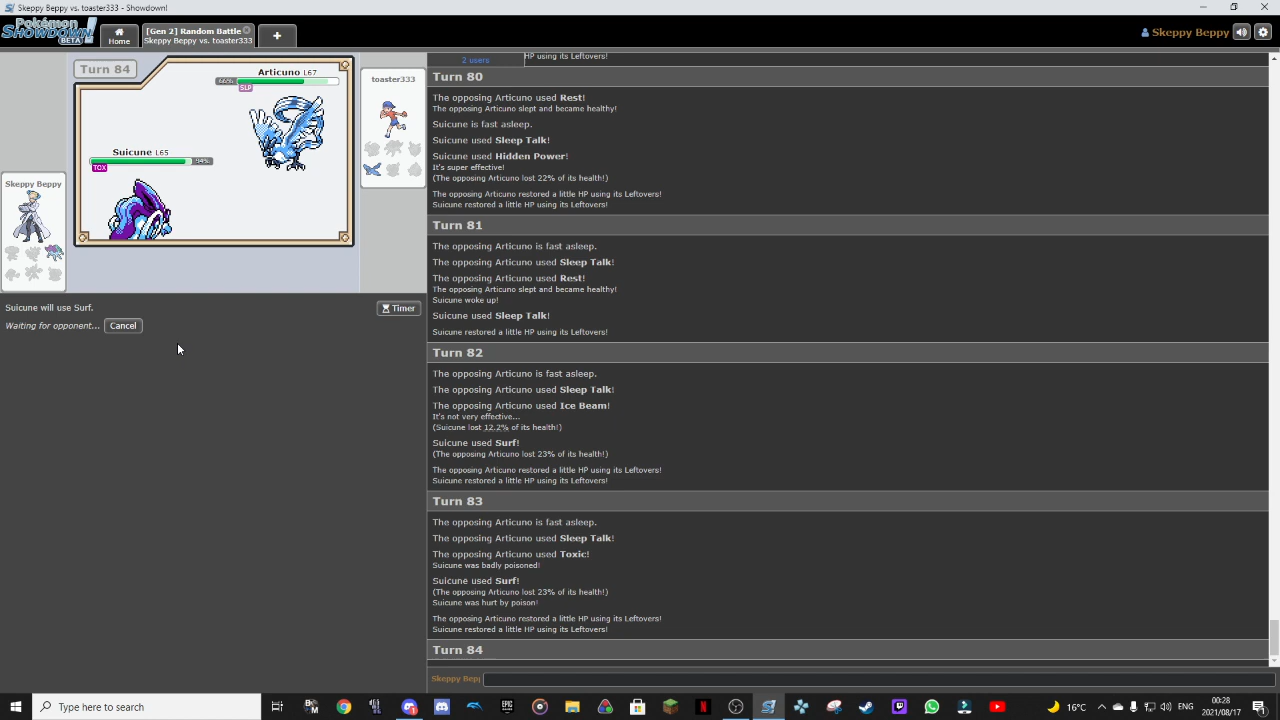 Skeppy Beppy vs. toaster333 - Showdown!
Pokémon
Showdown!
BETA
Home
[Gen 2] Random Battle
Skeppy Beppy vs. toaster333
Skeppy Beppy
Turn 84
Articuno L67
66%
SLP
Suicune L65
94%
TOX
toaster333
Skeppy Beppy
Suicune will use Surf.
Waiting for opponent... Cancel
Timer
2 users
HP using its Leftovers!
Turn 80
The opposing Articuno used Rest!
The opposing Articuno slept and became healthy!
Suicune is fast asleep.
Suicune used Sleep Talk!
Suicune used Hidden Power!
It's super effective!
(The opposing Articuno lost 22% of its health!)
The opposing Articuno restored a little HP using its Leftovers!
Suicune restored a little HP using its Leftovers!
Turn 81
The opposing Articuno is fast asleep.
The opposing Articuno used Sleep Talk!
The opposing Articuno used Rest!
The opposing Articuno slept and became healthy!
Suicune woke up!
Suicune used Sleep Talk!
Suicune restored a little HP using its Leftovers!
Turn 82
The opposing Articuno is fast asleep.
The opposing Articuno used Sleep Talk!
The opposing Articuno used Ice Beam!
It's not very effective...
(Suicune lost 12.2% of its health!)
Suicune used Surf!
(The opposing Articuno lost 23% of its health!)
The opposing Articuno restored a little HP using its Leftovers!
Suicune restored a little HP using its Leftovers!
Turn 83
The opposing Articuno is fast asleep.
The opposing Articuno used Sleep Talk!
The opposing Articuno used Toxic!
Suicune was badly poisoned!
Suicune used Surf!
(The opposing Articuno lost 23% of its health!)
Suicune was hurt by poison!
The opposing Articuno restored a little HP using its Leftovers!
Suicune restored a little HP using its Leftovers!
Turn 84
Skeppy Bepp
Type here to search
16°C
ENG
00:28
2021/08/17